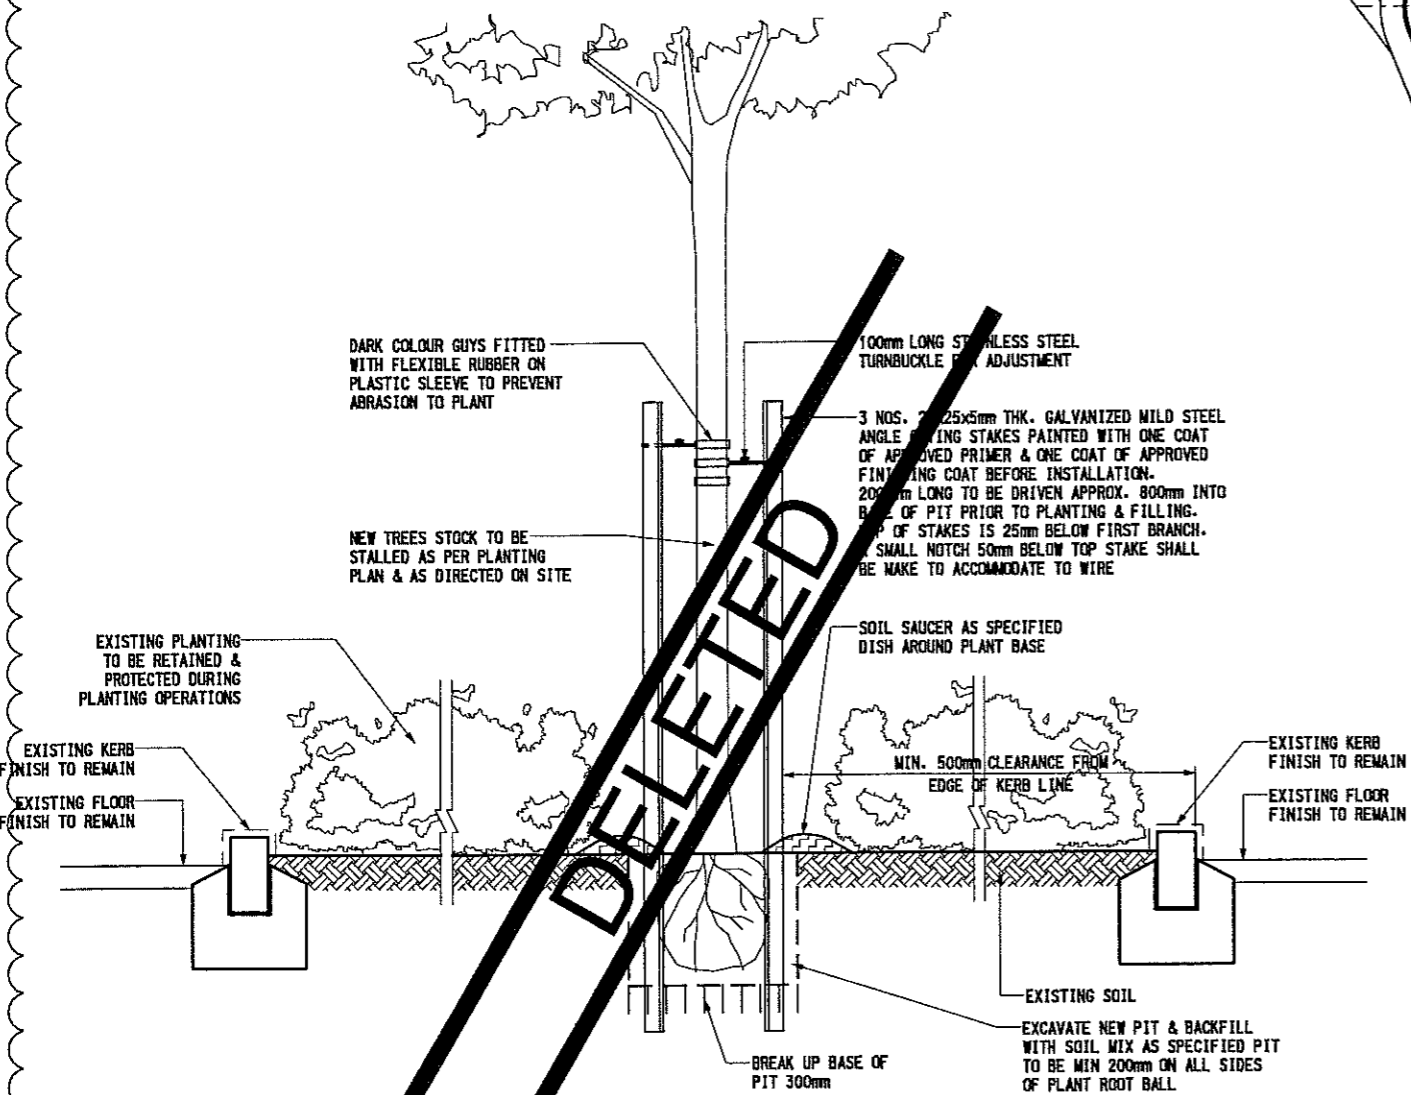 DARK COLOUR GUYS FITTED
WITH FLEXIBLE RUBBER ON
PLASTIC SLEEVE TO PREVENT
ABRASION TO PLANT
100mm LONG STAINLESS STEEL
TURNBUCKLE FOR ADJUSTMENT
3 NOS. THK. GALVANIZED MILD STEEL
ANGLE STAKES PAINTED WITH ONE COAT
OF APPROVED PRIMER & ONE COAT OF APPROVED
FINISHING COAT BEFORE INSTALLATION.
LONG TO BE DRIVEN APPROX. 800mm INTO
BASE OF PIT PRIOR TO PLANTING & FILLING.
TOP OF STAKES IS 25mm BELOW FIRST BRANCH.
SMALL NOTCH 50mm BELOW TOP STAKE SHALL
BE MAKE TO ACCOMMODATE TO WIRE
NEW TREES STOCK TO BE
STALLED AS PER PLANTING
PLAN & AS DIRECTED ON SITE
SOIL SAUCER AS SPECIFIED
DISH AROUND PLANT BASE
EXISTING PLANTING
TO BE RETAINED &
PROTECTED DURING
PLANTING OPERATIONS
DELETED
EXISTING KERB
FINISH TO REMAIN
EXISTING FLOOR
FINISH TO REMAIN
MIN. 500mm CLEARANCE FROM
EDGE OF KERB LINE
EXISTING KERB
FINISH TO REMAIN
EXISTING FLOOR
FINISH TO REMAIN
EXISTING SOIL
EXCAVATE NEW PIT & BACKFILL
WITH SOIL MIX AS SPECIFIED PIT
TO BE MIN 200mm ON ALL SIDES
OF PLANT ROOT BALL
BREAK UP BASE OF
PIT 300mm